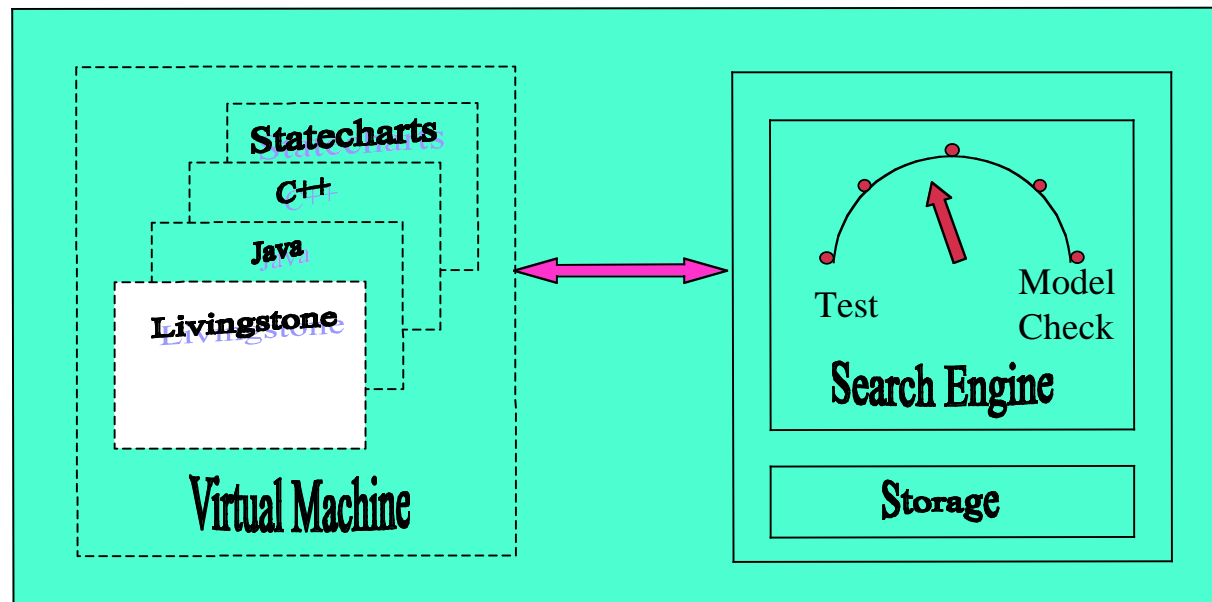 Statecharts
C++
Java
Livingstone
Virtual Machine
Test
Model
Check
Search Engine
Storage